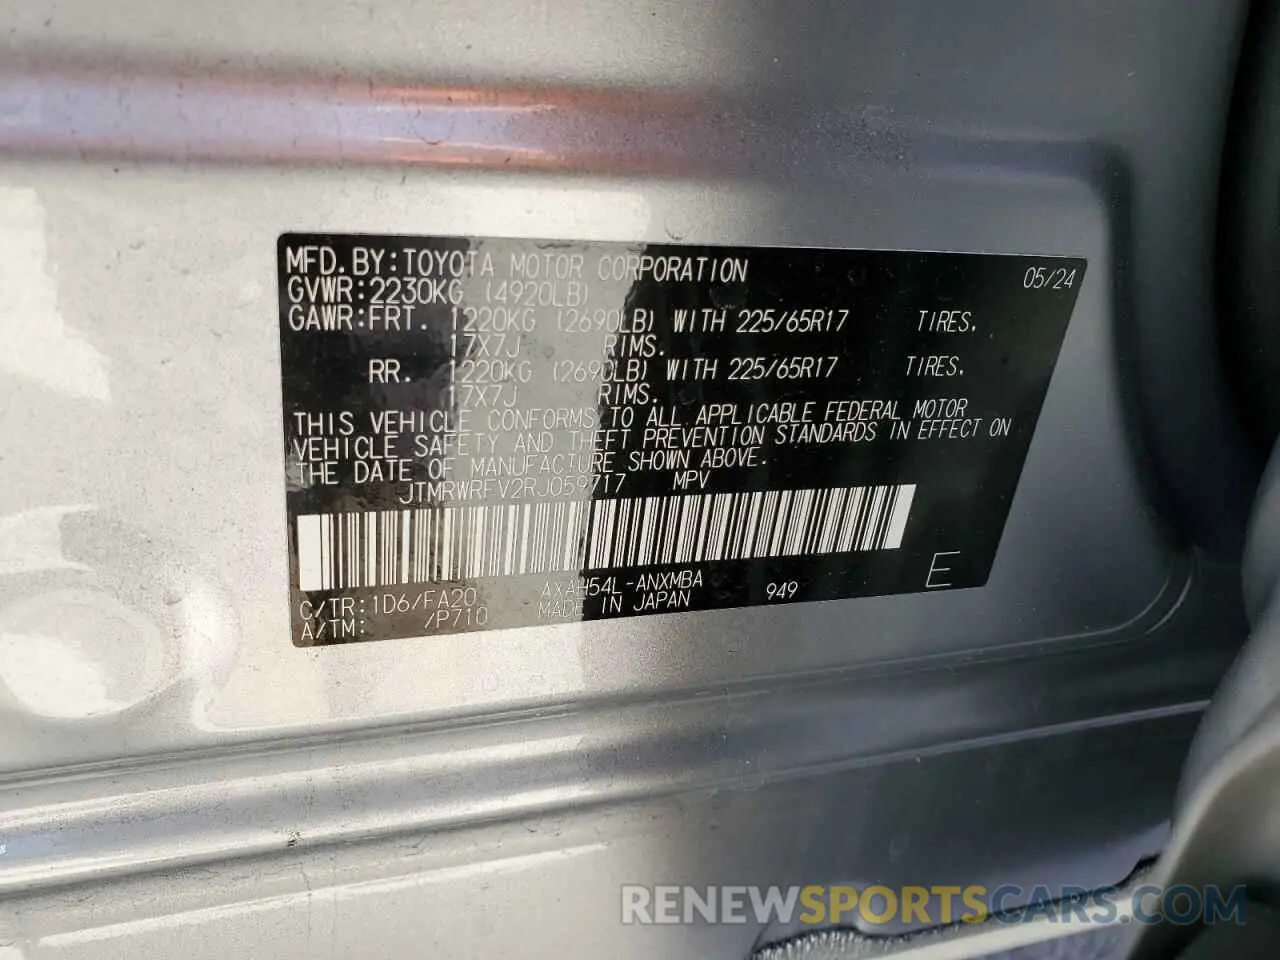 MFD.BY:TOYOTA MOTOR CORPORATION 05/24
GVWR:2230KG (4920LB)
GAWR:FRT. 1220KG (2690LB) WITH 225/65R17 TIRES.
17X7J RIMS.
RR. 1220KG (2690LB) WITH 225/65R17 TIRES.
17X7J RIMS.
THIS VEHICLE CONFORMS TO ALL APPLICABLE FEDERAL MOTOR
VEHICLE SAFETY AND THEFT PREVENTION STANDARDS IN EFFECT ON
THE DATE OF MANUFACTURE SHOWN ABOVE.
JTMRWRFV2RJ059717 MPV
C/TR:1D6/FA20 AXAH54L-ANXMBA 949 E
A/TM: /P710 MADE IN JAPAN
RENEWSPORTSCARS.COM